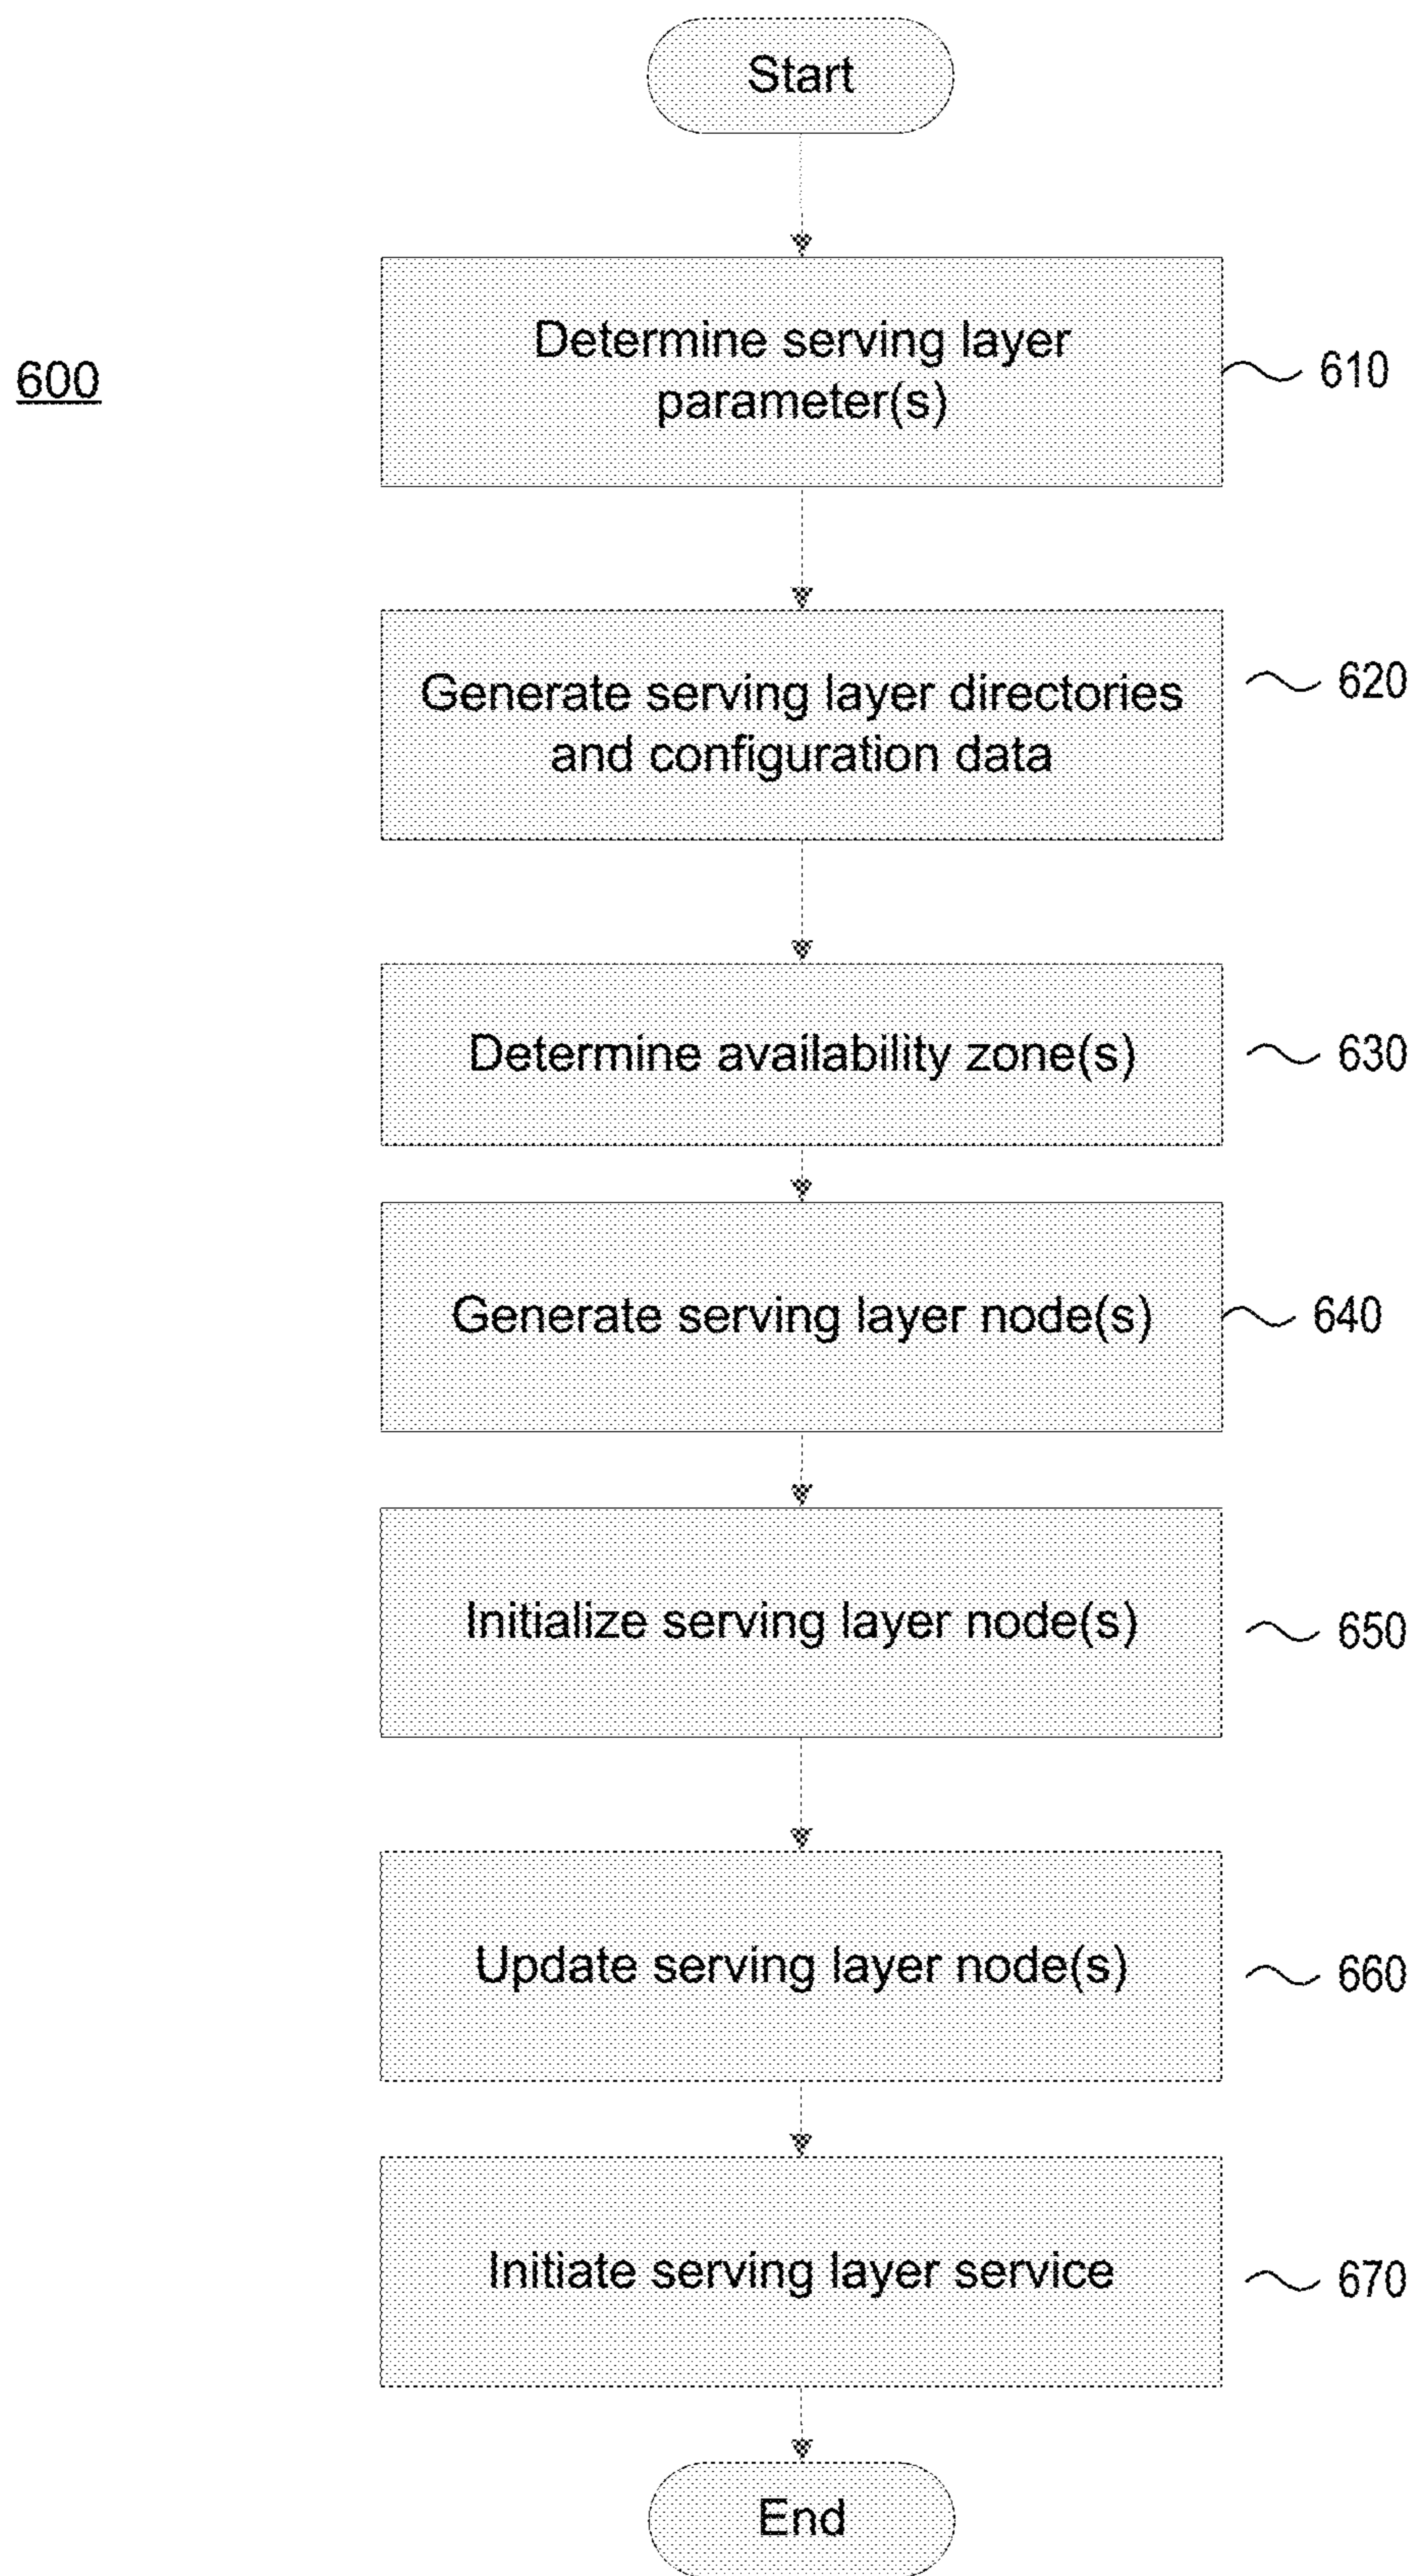 Start
600
Determine serving layer
parameter(s)
610
Generate serving layer directories
and configuration data
620
Determine availability zone(s)
630
Generate serving layer node(s)
640
Initialize serving layer node(s)
650
Update serving layer node(s)
660
Initiate serving layer service
670
End